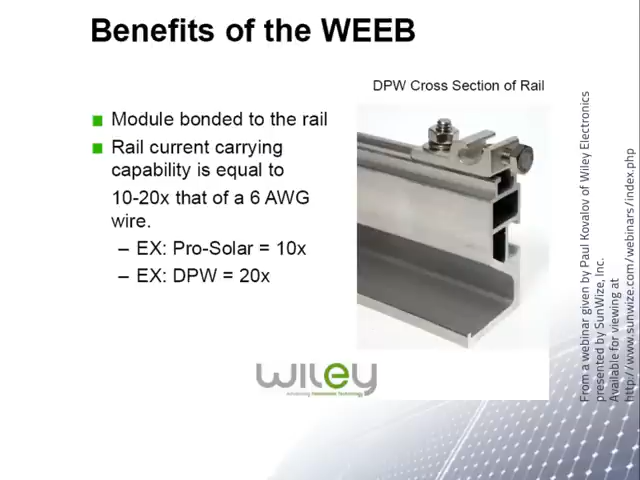 Benefits of the WEEB
DPW Cross Section of Rail
Module bonded to the rail
Rail current carrying
capability is equal to
10-20x that of a 6 AWG
wire.
– EX: Pro-Solar = 10x
– EX: DPW = 20x
wiley
From a webinar given by Paul Kovalov of Wiley Electronics
presented by SunWize, Inc.
Available for viewing at
http://www.sunwize.com/webinars/index.php